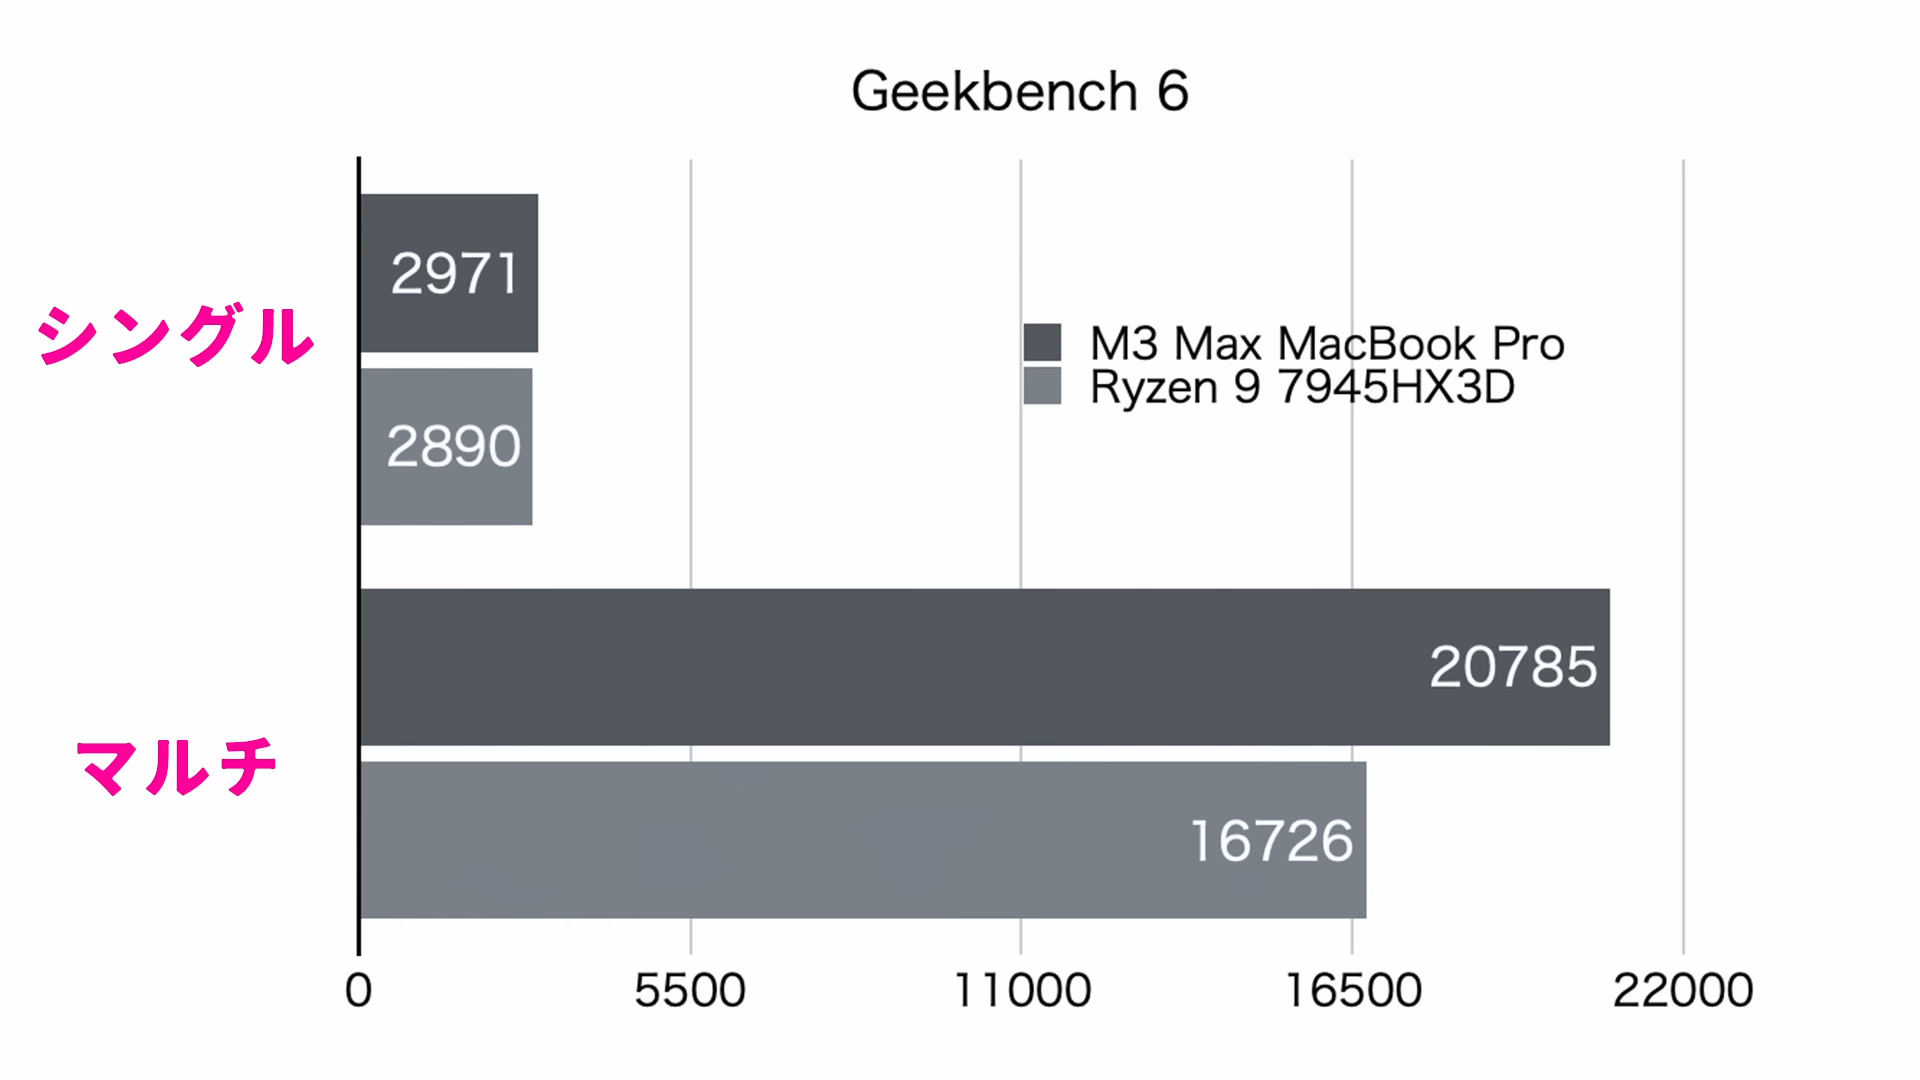 Geekbench 6
シングル
2971
2890
M3 Max MacBook Pro
Ryzen 9 7945HX3D
マルチ
20785
16726
0 5500 11000 16500 22000